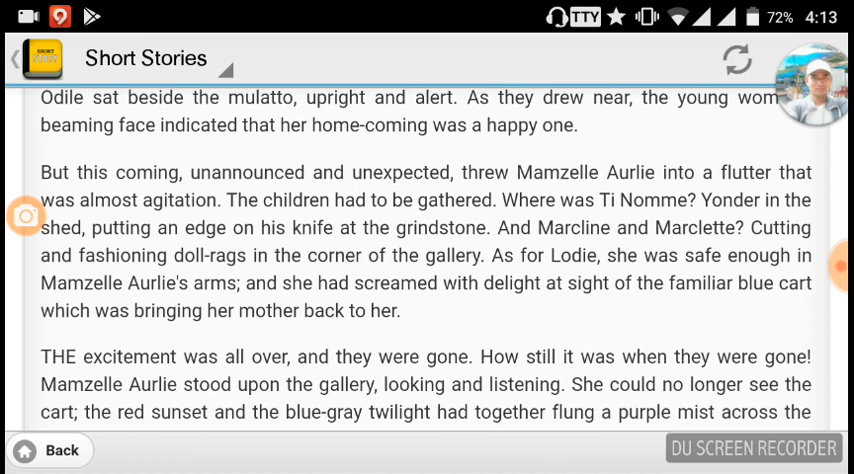 TTY 72% 4:13
SHORT
Short Stories
Odile sat beside the mulatto, upright and alert. As they drew near, the young wom
beaming face indicated that her home-coming was a happy one.
But this coming, unannounced and unexpected, threw Mamzelle Aurlie into a flutter that
was almost agitation. The children had to be gathered. Where was Ti Nomme? Yonder in the
shed, putting an edge on his knife at the grindstone. And Marcline and Marclette? Cutting
and fashioning doll-rags in the corner of the gallery. As for Lodie, she was safe enough in
Mamzelle Aurlie's arms; and she had screamed with delight at sight of the familiar blue cart
which was bringing her mother back to her.
THE excitement was all over, and they were gone. How still it was when they were gone!
Mamzelle Aurlie stood upon the gallery, looking and listening. She could no longer see the
cart; the red sunset and the blue-gray twilight had together flung a purple mist across the
Back
DU SCREEN RECORDER